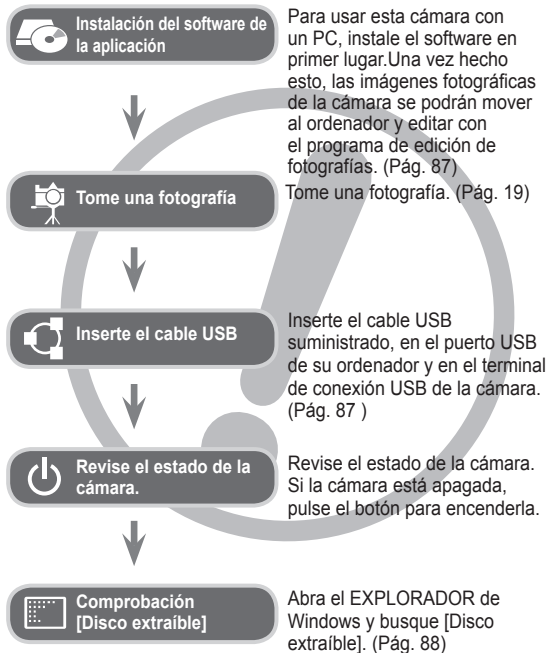 Instalación del software de
la aplicación
Para usar esta cámara con
un PC, instale el software en
primer lugar.Una vez hecho
esto, las imágenes fotográficas
de la cámara se podrán mover
al ordenador y editar con
el programa de edición de
fotografías. (Pág. 87)
Tome una fotografía
Tome una fotografía. (Pág. 19)
Inserte el cable USB
Inserte el cable USB
suministrado, en el puerto USB
de su ordenador y en el terminal
de conexión USB de la cámara.
(Pág. 87 )
Revise el estado de la
cámara.
Revise el estado de la cámara.
Si la cámara está apagada,
pulse el botón para encenderla.
Comprobación
[Disco extraíble]
Abra el EXPLORADOR de
Windows y busque [Disco
extraíble]. (Pág. 88)